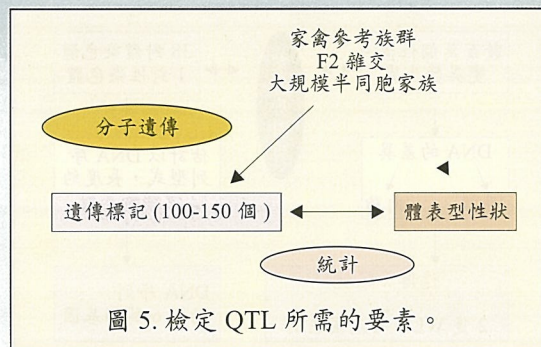 家禽參考族群
F2 雜交
大規模半同胞家族
分子遺傳
遺傳標記 (100-150 個 )
體表型性狀
統計
圖 5. 檢定 QTL 所需的要素。